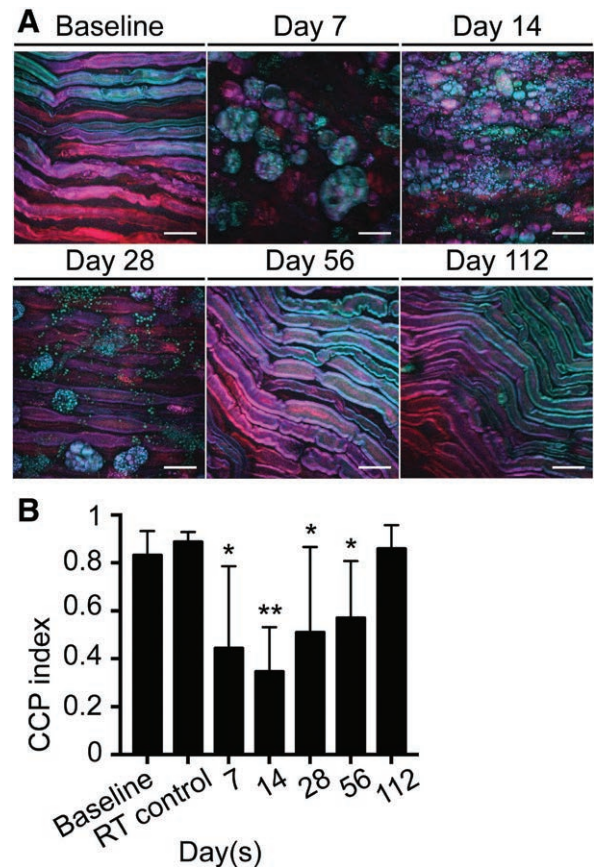 A Baseline Day 7 Day 14
Day 28 Day 56 Day 112
B
1
0.8
0.6
0.4
0.2
0
CCP index
* ** * *
Baseline RT control 7 14 28 56 112
Day(s)